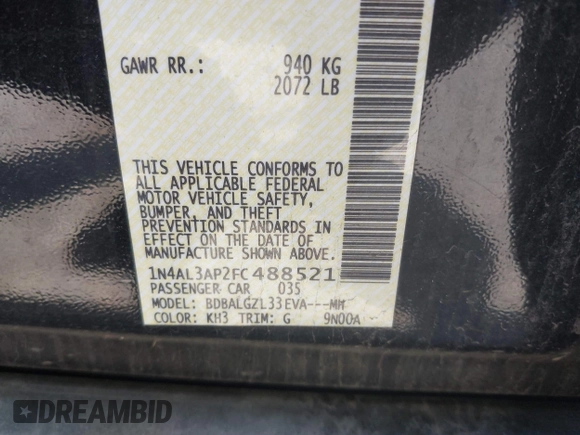 GAWR RR.: 940 KG
2072 LB
THIS VEHICLE CONFORMS TO
ALL APPLICABLE FEDERAL
MOTOR VEHICLE SAFETY,
BUMPER, AND THEFT
PREVENTION STANDARDS IN
EFFECT ON THE DATE OF
MANUFACTURE SHOWN ABOVE.
1N4AL3AP2FC488521
PASSENGER CAR 035
MODEL: BDBALGZL33EVA---MM
COLOR: KH3 TRIM: G 9N00A
DREAMBID